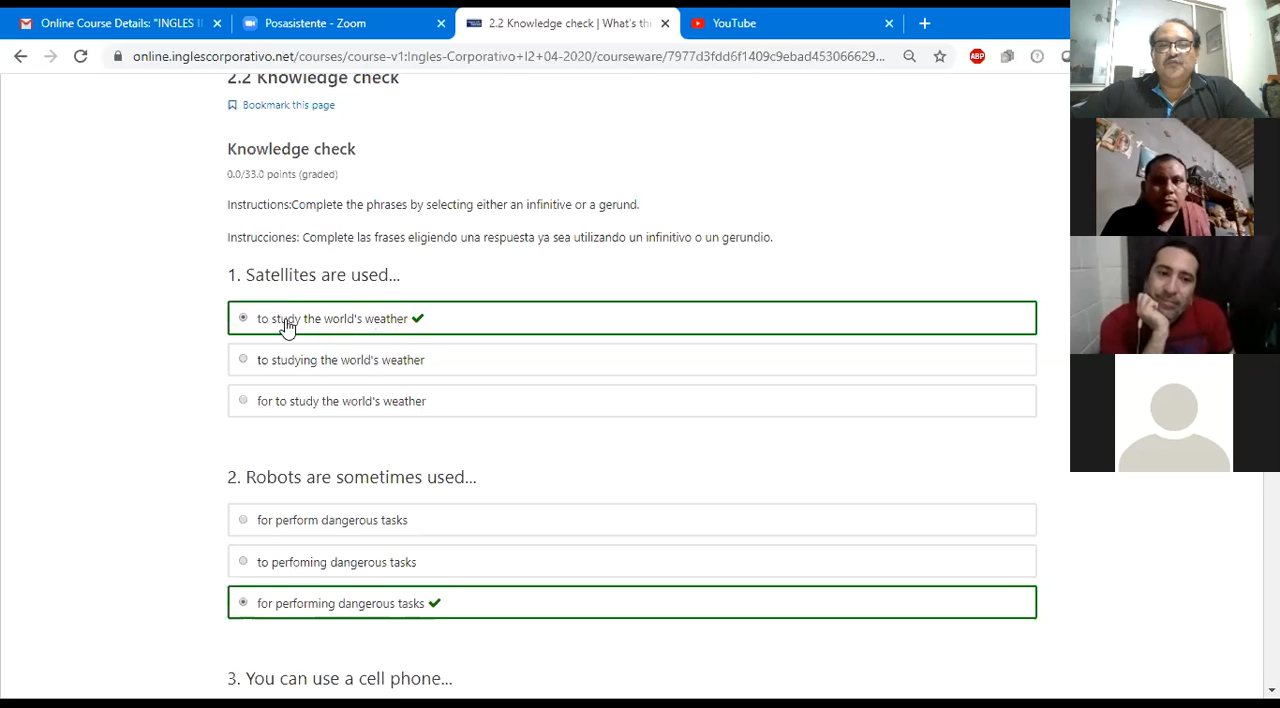 Online Course Details: "INGLES II
Posasistente - Zoom
2.2 Knowledge check | What's thi
YouTube
online.inglescorporativo.net/courses/course-v1:Ingles-Corporativo+I2+04-2020/courseware/7977d3fdd6f1409c9ebad453066629...
ABP
2.2 Knowledge check
Bookmark this page
Knowledge check
0.0/33.0 points (graded)
Instructions:Complete the phrases by selecting either an infinitive or a gerund.
Instrucciones: Complete las frases eligiendo una respuesta ya sea utilizando un infinitivo o un gerundio.
1. Satellites are used...
to study the world's weather
to studying the world's weather
for to study the world's weather
2. Robots are sometimes used...
for perform dangerous tasks
to perfoming dangerous tasks
for performing dangerous tasks
3. You can use a cell phone...